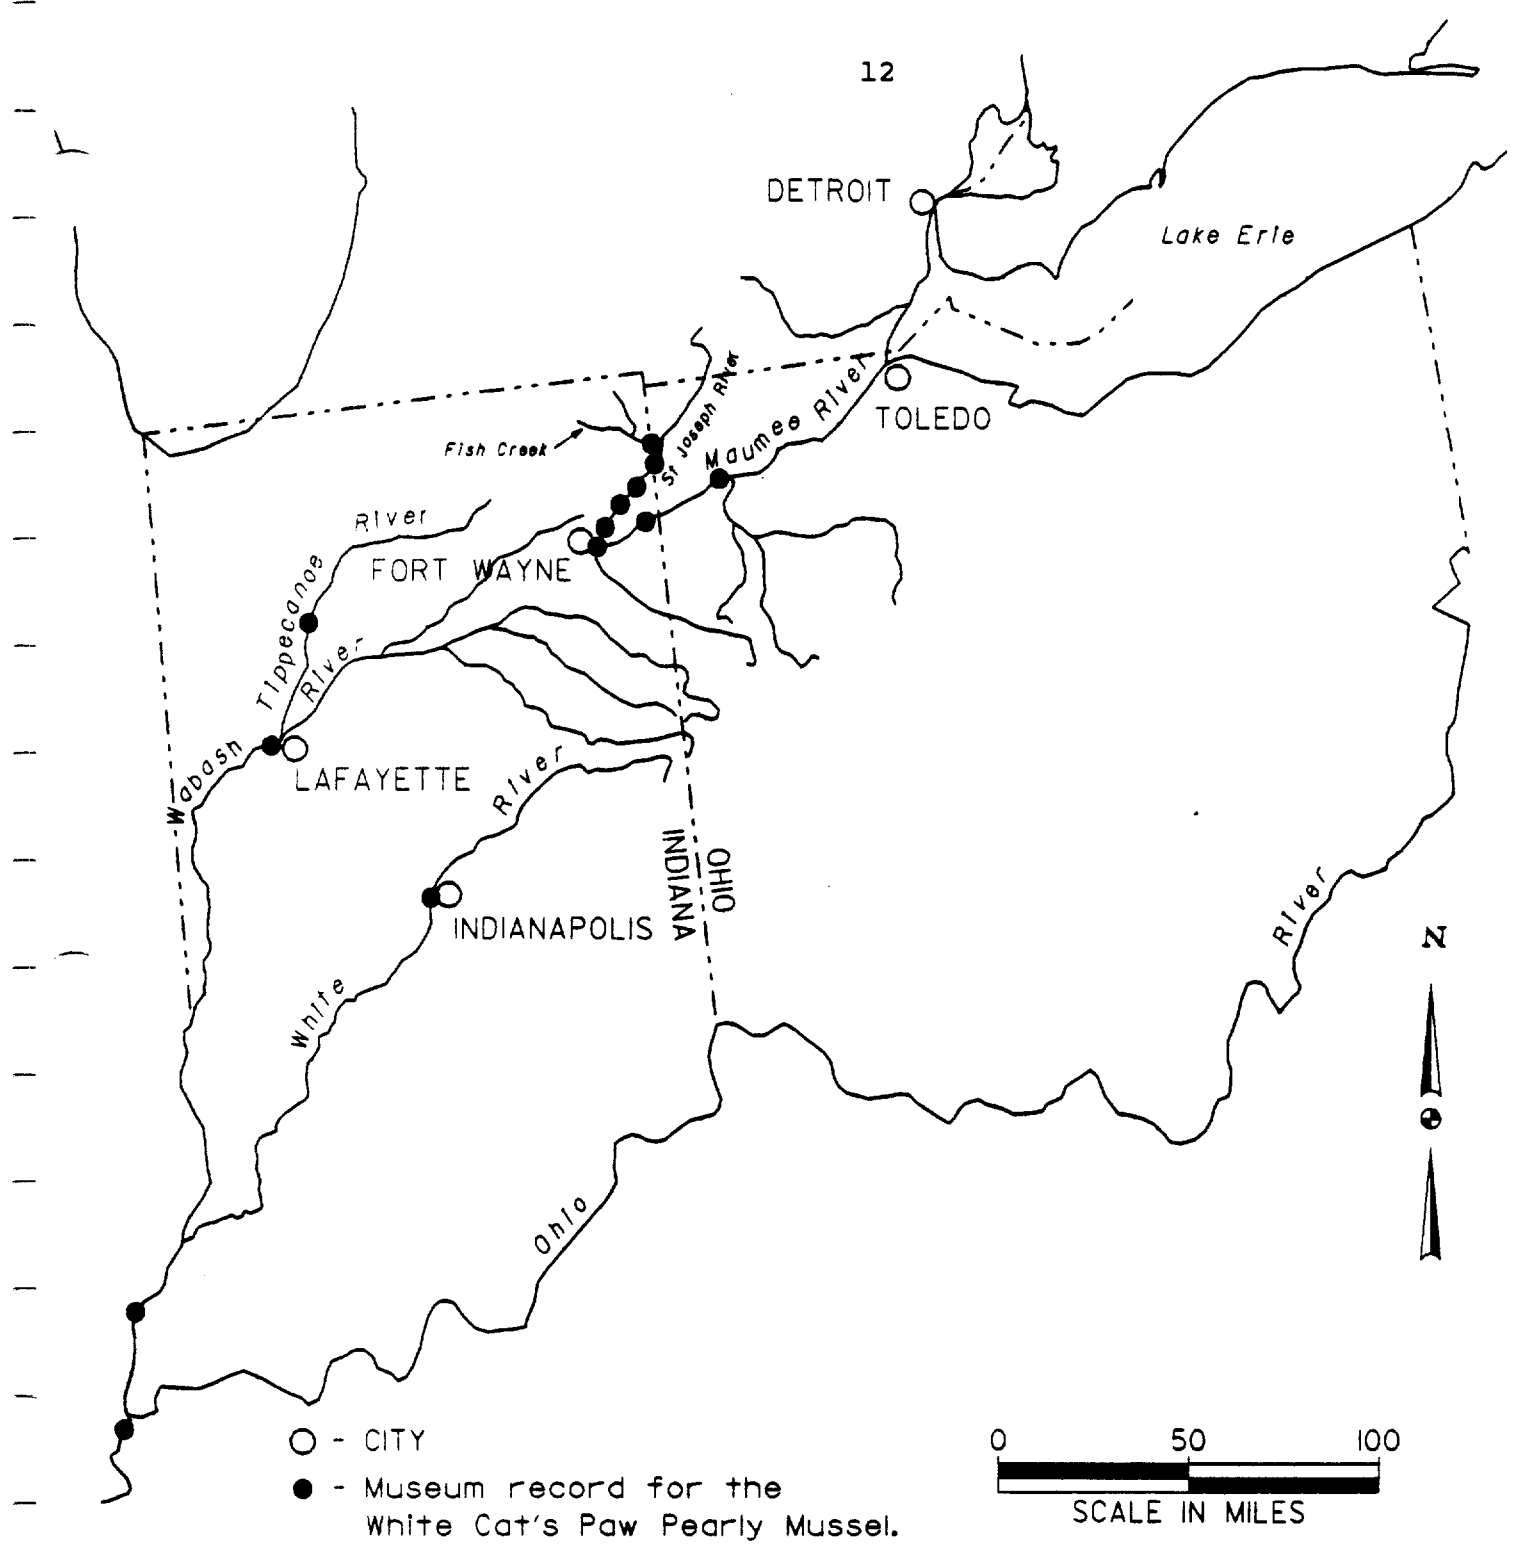 12
DETROIT
Lake Erie
St Joseph River
Maumee River
TOLEDO
Fish Creek
Tippecanoe River
FORT WAYNE
Wabash River
LAFAYETTE
White River
INDIANAPOLIS
INDIANA
OHIO
Ohio River
N
○ - CITY
● - Museum record for the
White Cat's Paw Pearly Mussel.
0 50 100
SCALE IN MILES